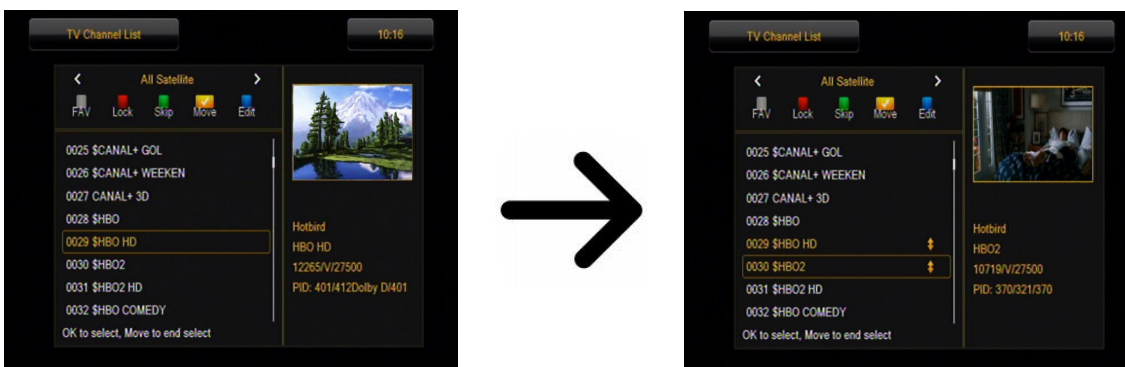 TV Channel List
10:16
All Satellite
FAV Lock Skip Move Edit
0025 $CANAL+ GOL
0026 $CANAL+ WEEKEN
0027 CANAL+ 3D
0028 $HBO
0029 $HBO HD
0030 $HBO2
0031 $HBO2 HD
0032 $HBO COMEDY
OK to select, Move to end select
Hotbird
HBO HD
12265/V/27500
PID: 401/412Dolby D/401
TV Channel List
10:16
All Satellite
FAV Lock Skip Move Edit
0025 $CANAL+ GOL
0026 $CANAL+ WEEKEN
0027 CANAL+ 3D
0028 $HBO
0029 $HBO HD
0030 $HBO2
0031 $HBO2 HD
0032 $HBO COMEDY
OK to select, Move to end select
Hotbird
HBO2
10719/V/27500
PID: 370/321/370